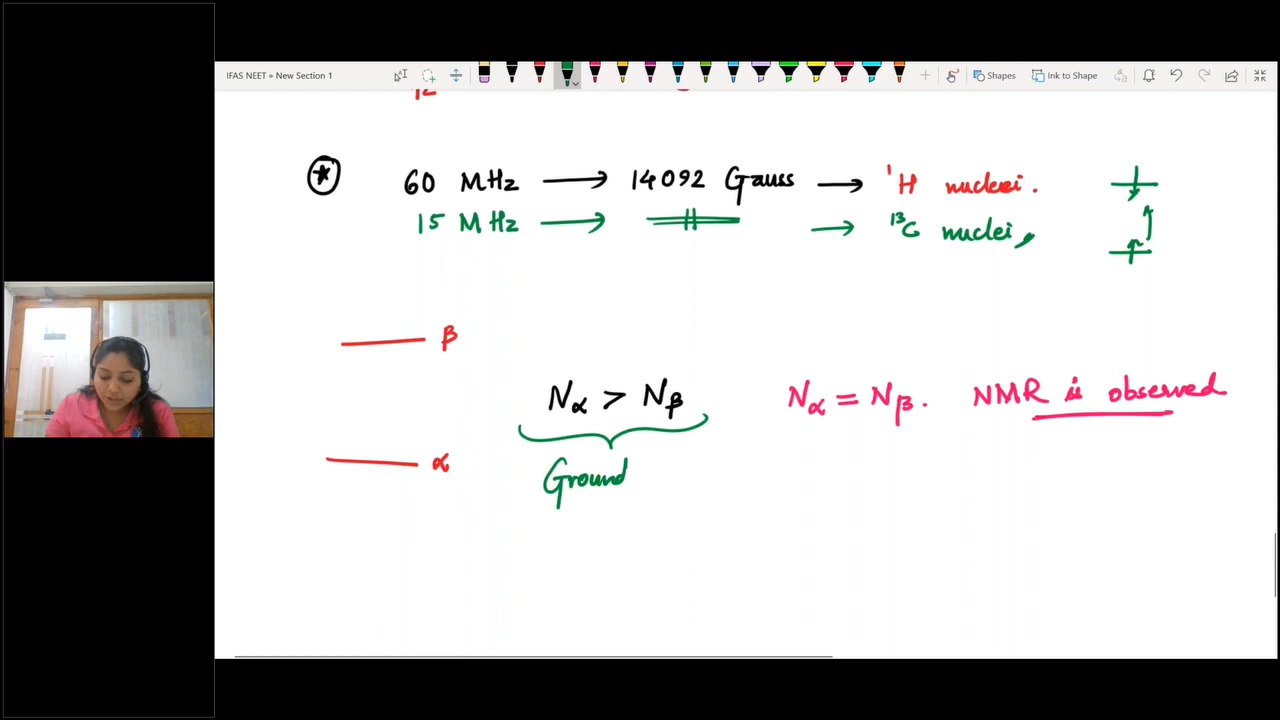 IFAS NEET » New Section 1
Shapes
Ink to Shape
60 MHz → 14092 Gauss → ¹H nuclei.
15 MHz → → ¹³C nuclei,
β
Nα > Nβ
Nα = Nβ. NMR is observed
α
Ground